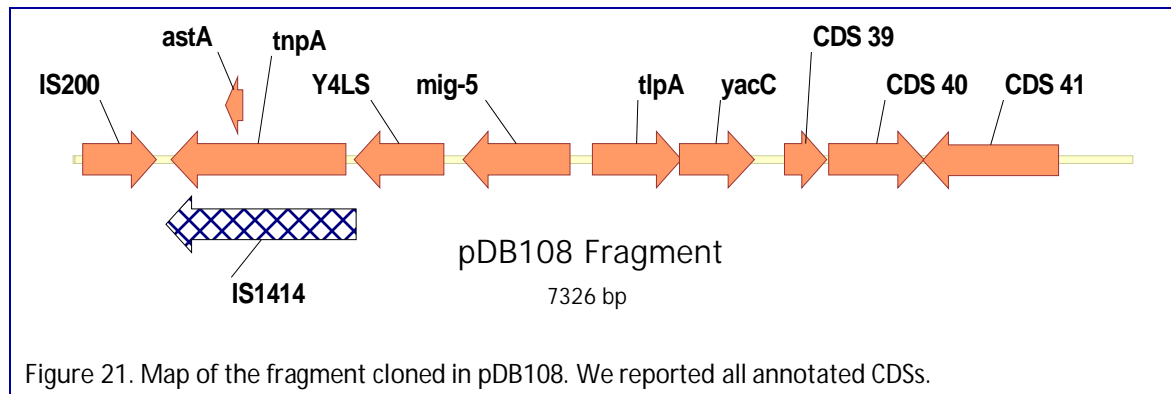 astA tnpA CDS 39
IS200 Y4LS mig-5 tlpA yacC CDS 40 CDS 41
pDB108 Fragment
7326 bp
IS1414
Figure 21. Map of the fragment cloned in pDB108. We reported all annotated CDSs.